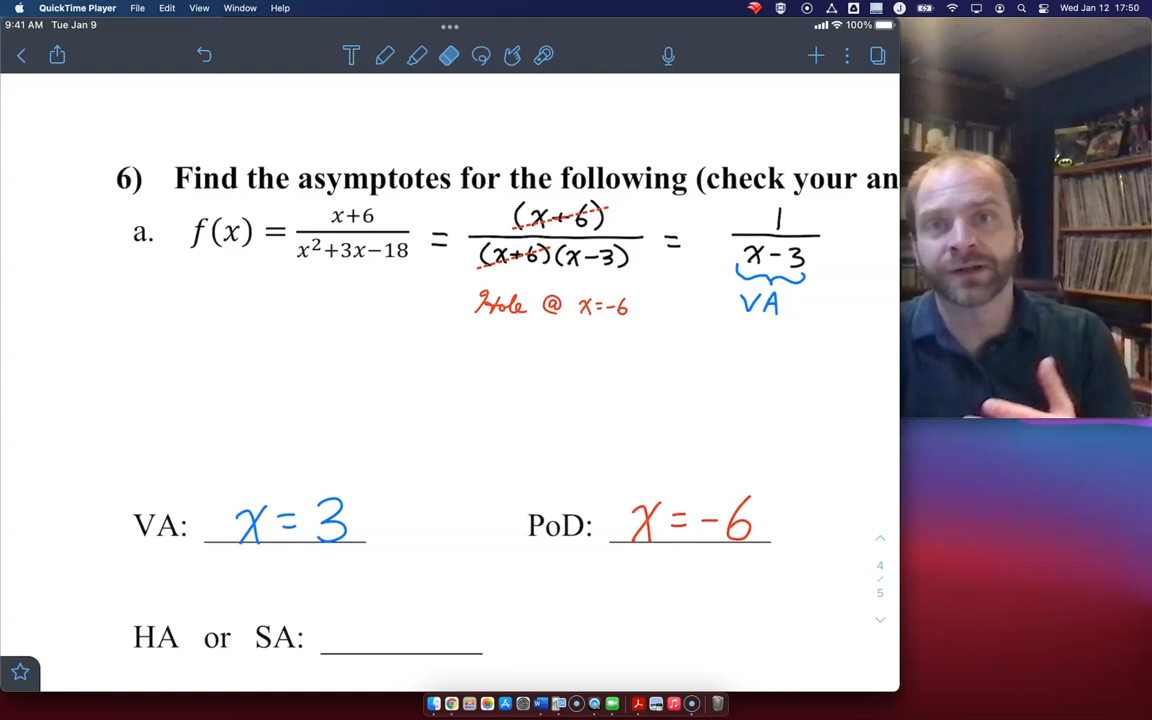 QuickTime Player File Edit View Window Help Wed Jan 12 17:50
9:41 AM Tue Jan 9 100%
6) Find the asymptotes for the following (check your an
a. f(x) = x+6 / x²+3x−18 = (x+6) / (x+6)(x−3) = 1 / x−3
Hole @ x=-6 VA
VA: x = 3 PoD: x = -6
4 / 5
HA or SA: